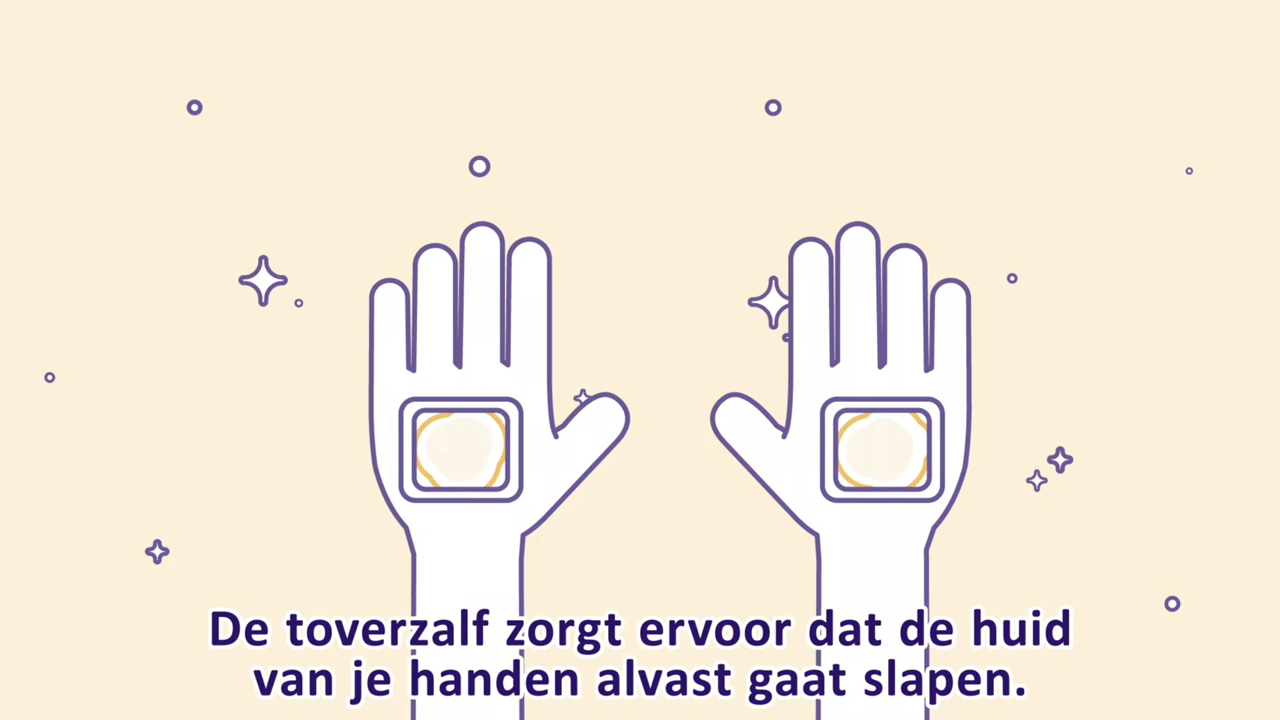 De toverzalf zorgt ervoor dat de huid
van je handen alvast gaat slapen.